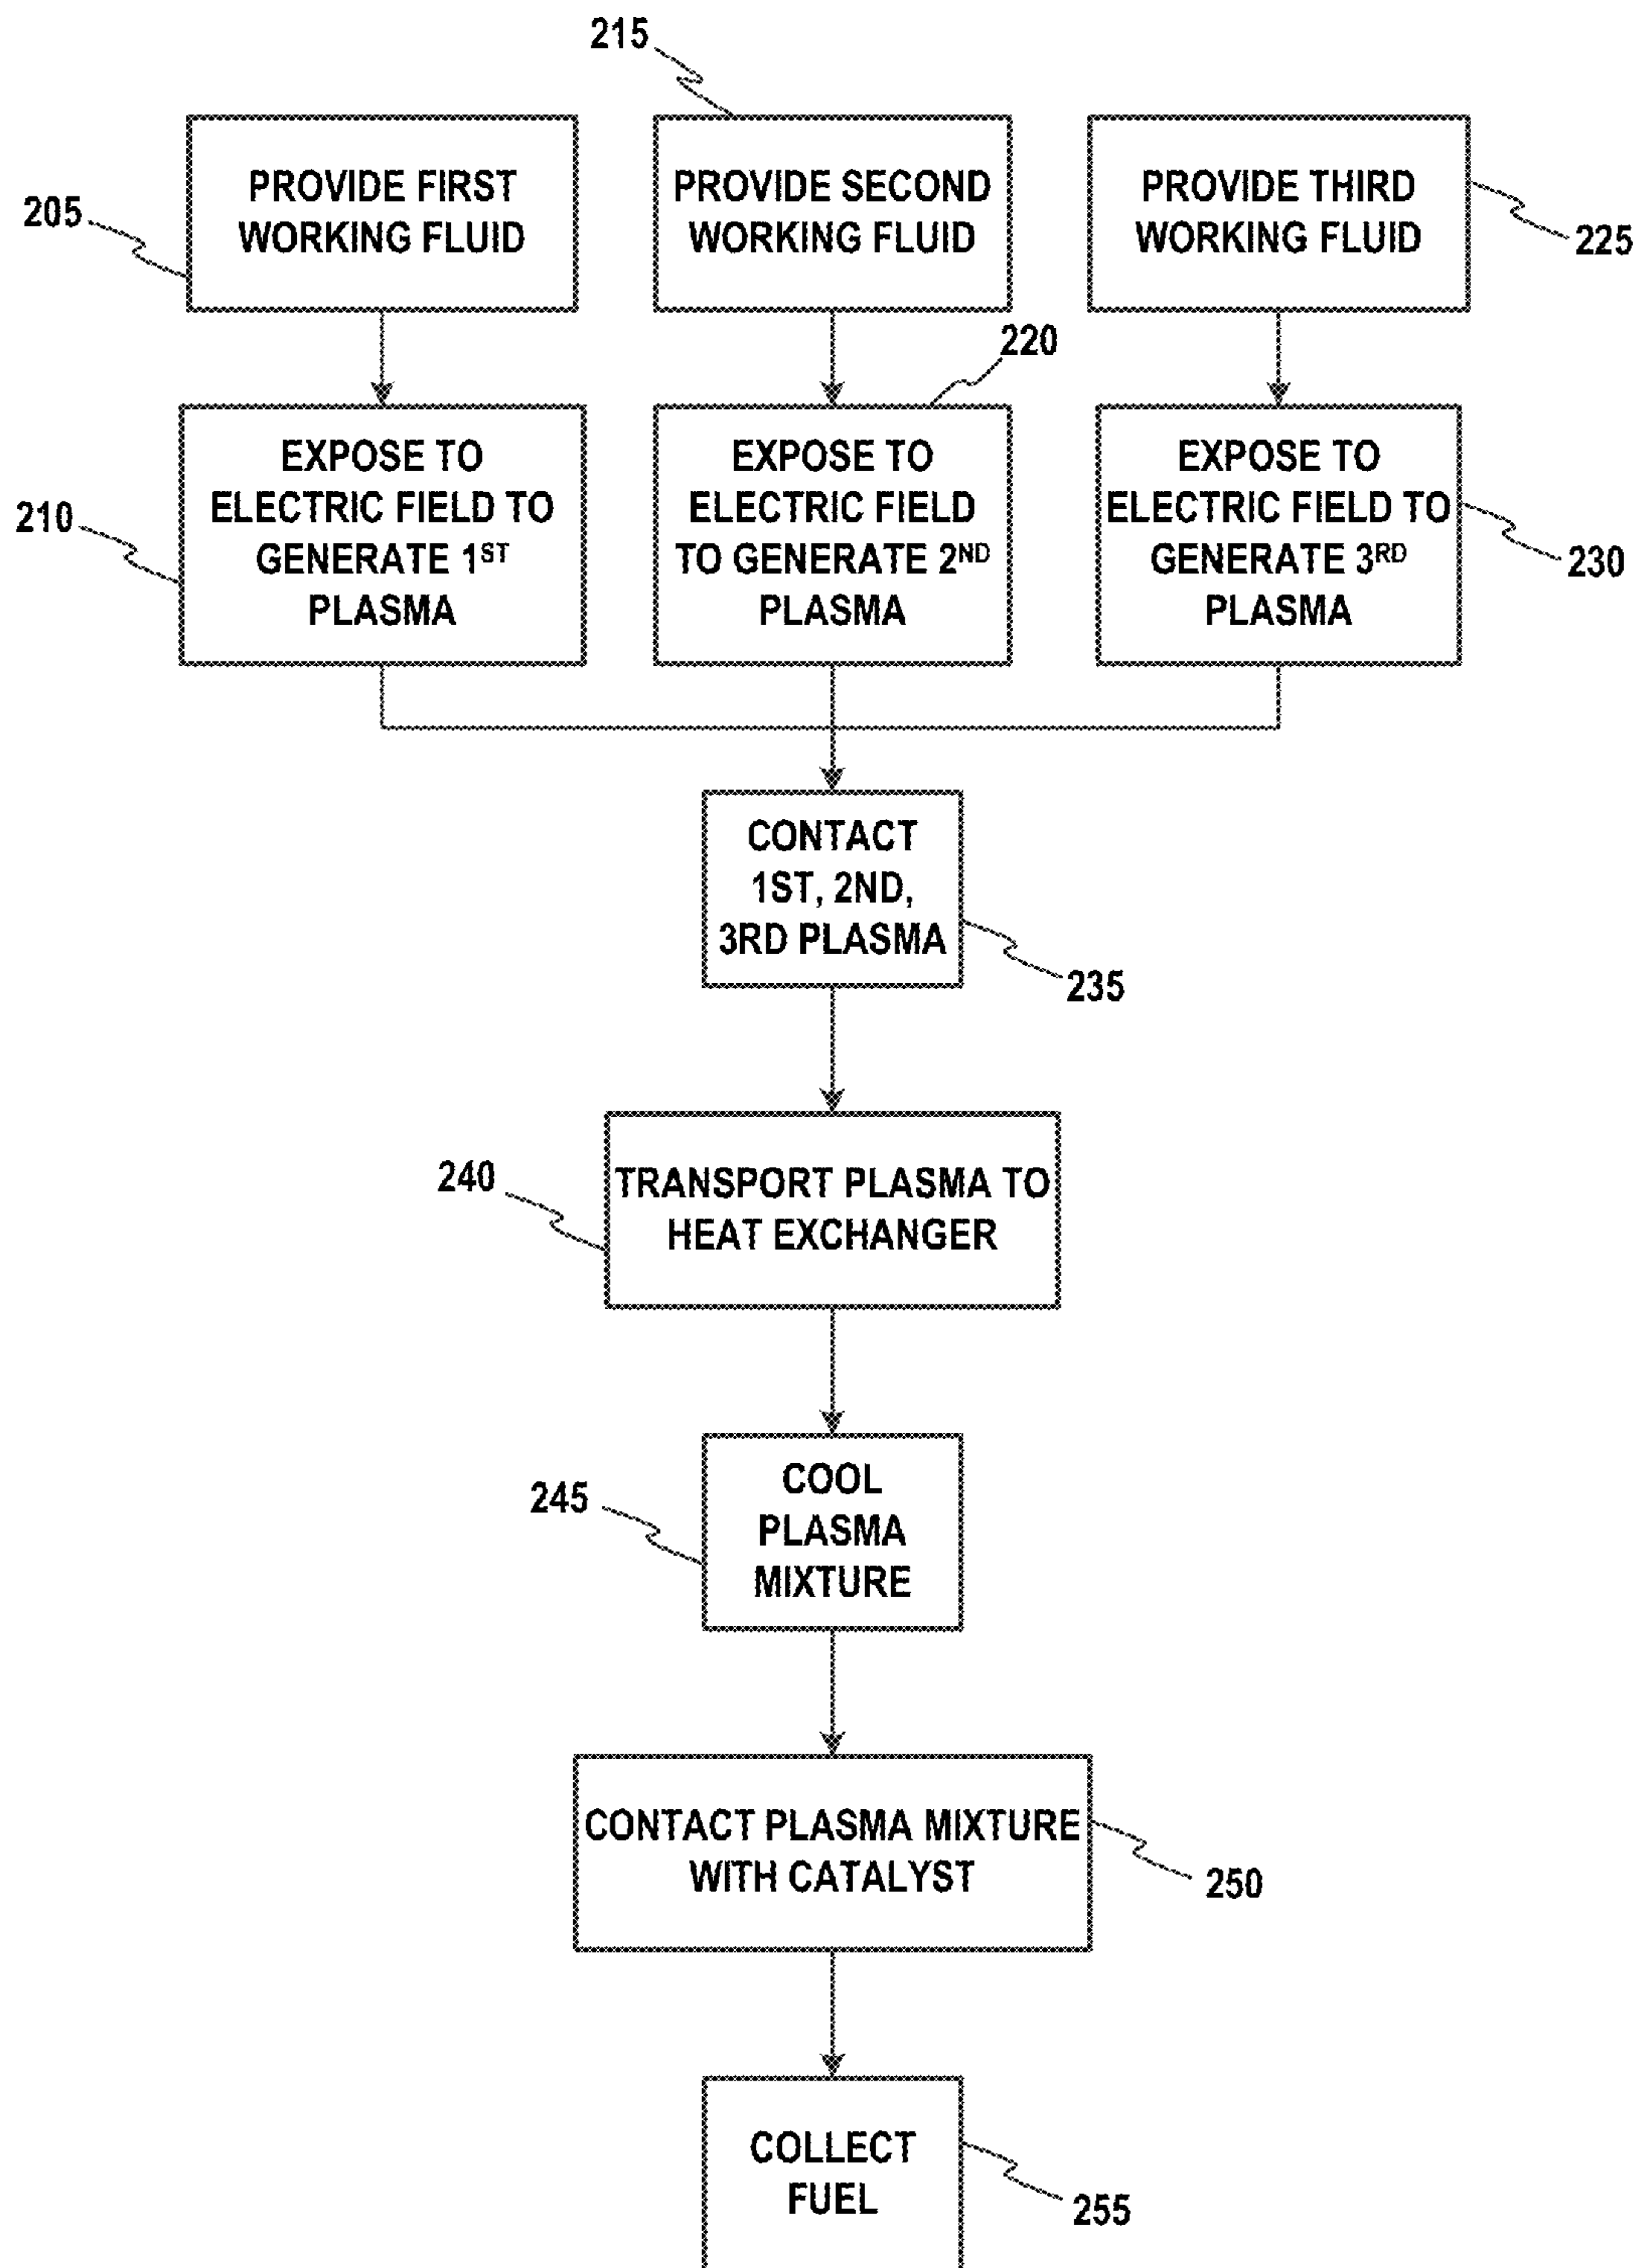 215
PROVIDE FIRST
WORKING FLUID
PROVIDE SECOND
WORKING FLUID
PROVIDE THIRD
WORKING FLUID
205
225
220
EXPOSE TO
ELECTRIC FIELD TO
GENERATE 1ST
PLASMA
EXPOSE TO
ELECTRIC FIELD
TO GENERATE 2ND
PLASMA
EXPOSE TO
ELECTRIC FIELD TO
GENERATE 3RD
PLASMA
210
230
CONTACT
1ST, 2ND,
3RD PLASMA
235
240
TRANSPORT PLASMA TO
HEAT EXCHANGER
245
COOL
PLASMA
MIXTURE
CONTACT PLASMA MIXTURE
WITH CATALYST
250
COLLECT
FUEL
255